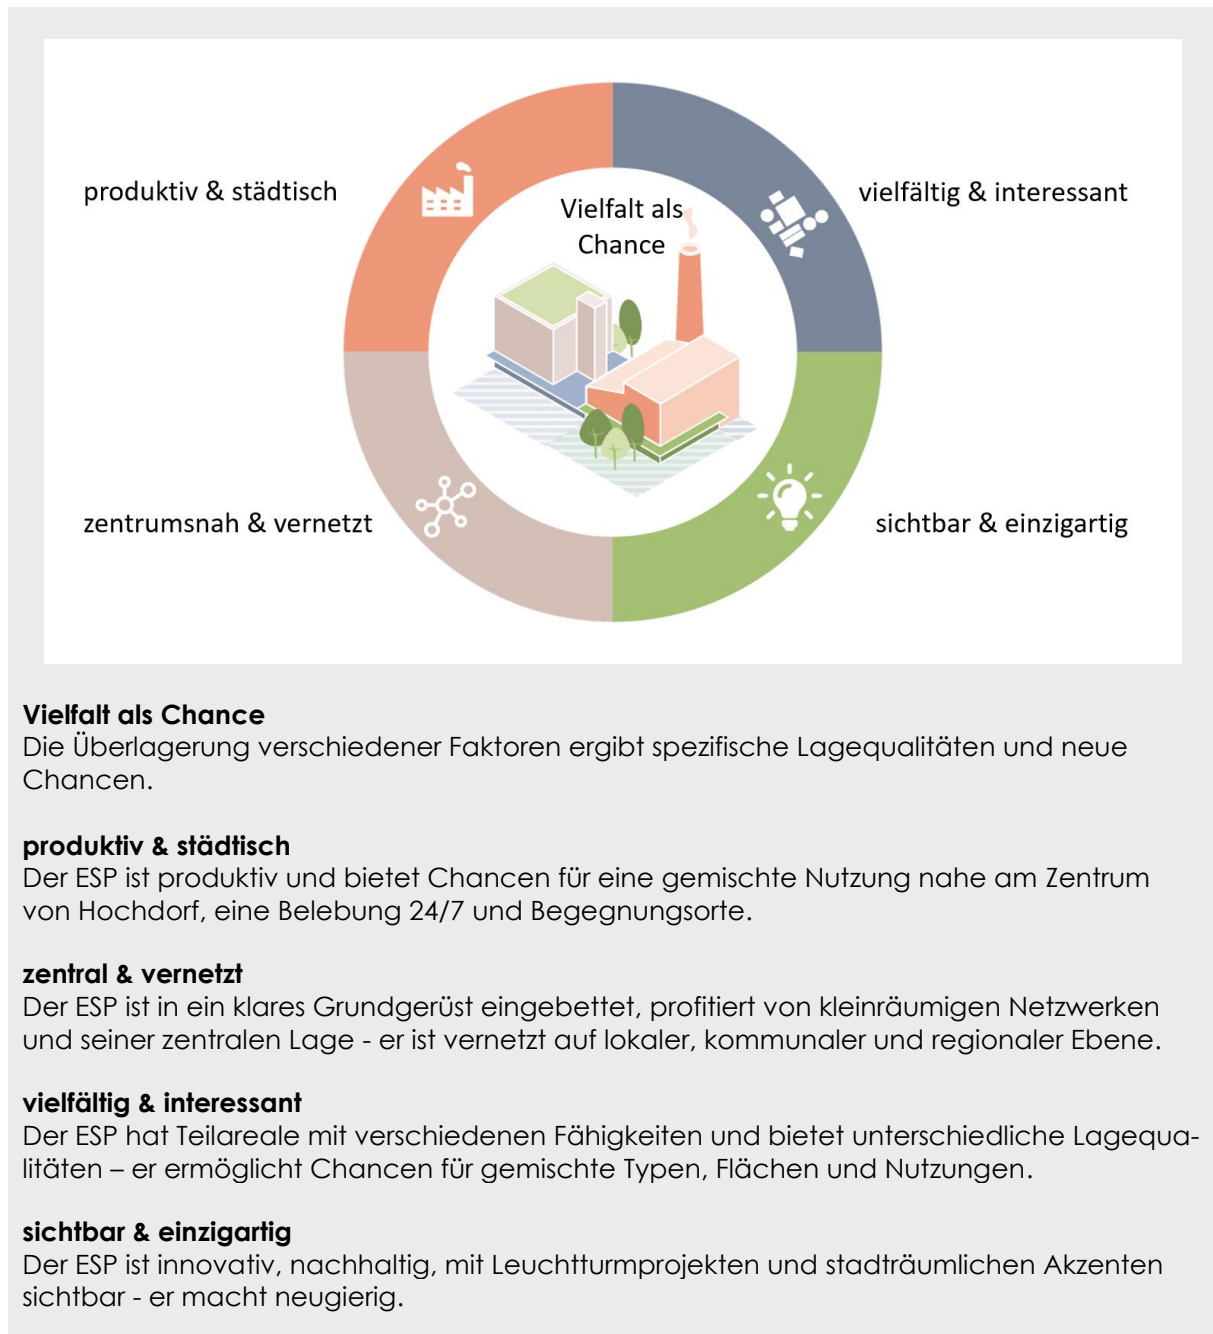 produktiv & städtisch
vielfältig & interessant
Vielfalt als
Chance
zentrumsnah & vernetzt
sichtbar & einzigartig
Vielfalt als Chance
Die Überlagerung verschiedener Faktoren ergibt spezifische Lagequalitäten und neue
Chancen.
produktiv & städtisch
Der ESP ist produktiv und bietet Chancen für eine gemischte Nutzung nahe am Zentrum
von Hochdorf, eine Belebung 24/7 und Begegnungsorte.
zentral & vernetzt
Der ESP ist in ein klares Grundgerüst eingebettet, profitiert von kleinräumigen Netzwerken
und seiner zentralen Lage - er ist vernetzt auf lokaler, kommunaler und regionaler Ebene.
vielfältig & interessant
Der ESP hat Teilareale mit verschiedenen Fähigkeiten und bietet unterschiedliche Lagequa-
litäten – er ermöglicht Chancen für gemischte Typen, Flächen und Nutzungen.
sichtbar & einzigartig
Der ESP ist innovativ, nachhaltig, mit Leuchtturmprojekten und stadträumlichen Akzenten
sichtbar - er macht neugierig.